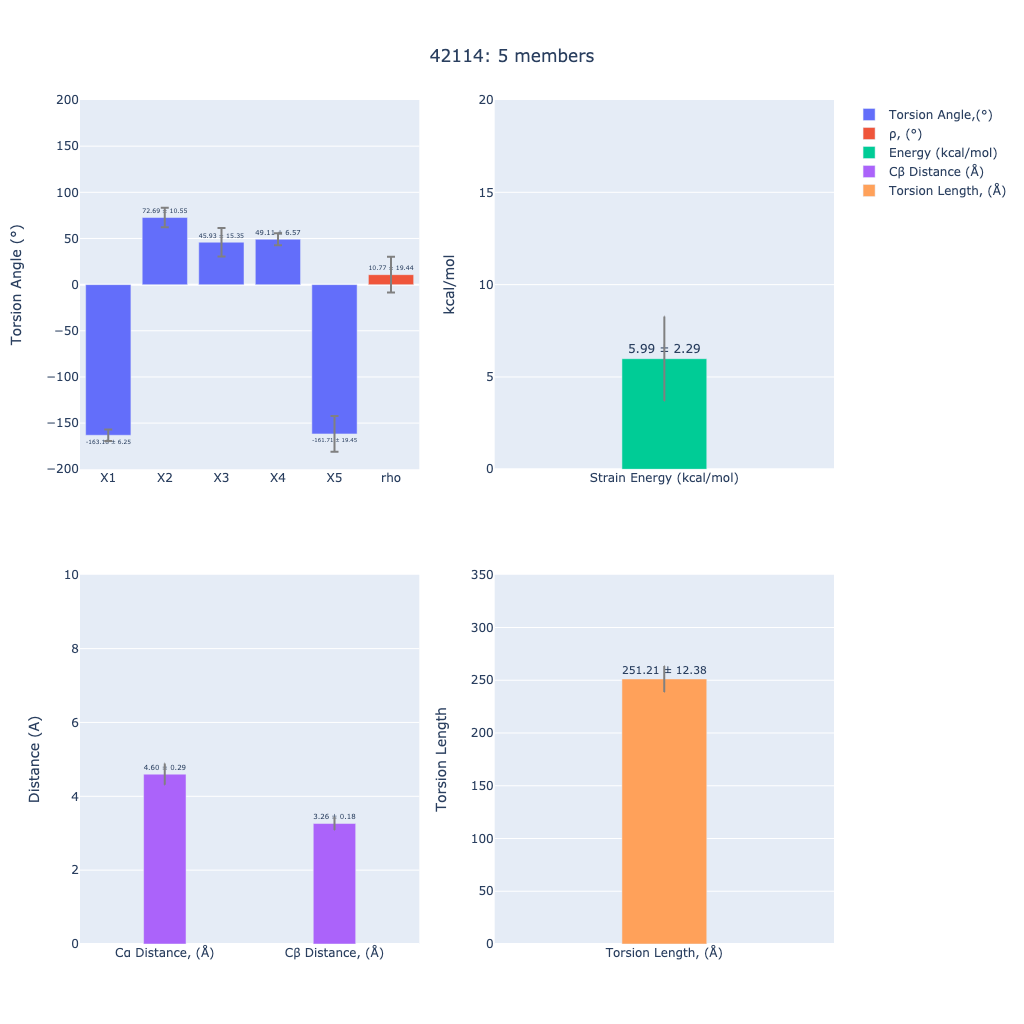 42114: 5 members
Torsion Angle (°)
200
150
100
50
0
−50
−100
−150
−200
72.69 ± 10.55
45.93 ± 15.35
49.11 ± 6.57
10.77 ± 19.44
-161.71 ± 19.45
X1
X2
X3
X4
X5
rho
kcal/mol
20
15
10
5
0
5.99 ± 2.29
Strain Energy (kcal/mol)
Torsion Angle,(°)
ρ, (°)
Energy (kcal/mol)
Cβ Distance (Å)
Torsion Length, (Å)
Distance (A)
10
8
6
4
2
0
4.60 ± 0.29
3.26 ± 0.18
Cα Distance, (Å)
Cβ Distance, (Å)
Torsion Length
350
300
250
200
150
100
50
0
251.21 ± 12.38
Torsion Length, (Å)